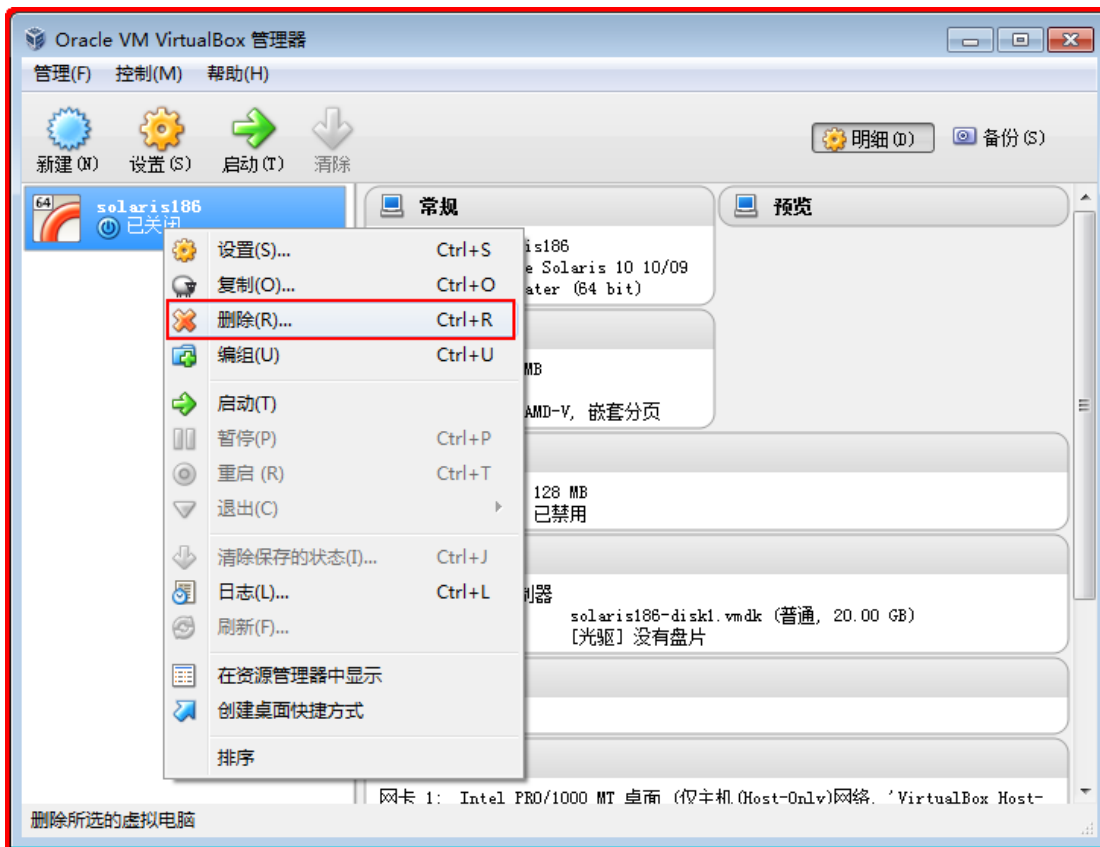 Oracle VM VirtualBox 管理器
管理(F) 控制(M) 帮助(H)
新建(N) 设置(S) 启动(T) 清除 明细(D) 备份(S)
64 solaris186
已关闭
常规
预览
is186
e Solaris 10 10/09
ater (64 bit)
设置(S)... Ctrl+S
复制(O)... Ctrl+O
删除(R)... Ctrl+R
编组(U) Ctrl+U
启动(T)
暂停(P) Ctrl+P
重启 (R) Ctrl+T
退出(C)
清除保存的状态(I)... Ctrl+J
日志(L)... Ctrl+L
刷新(F)...
在资源管理器中显示
创建桌面快捷方式
排序
MB
AMD-V, 嵌套分页
128 MB
已禁用
制器
solaris186-disk1.vmdk (普通, 20.00 GB)
[光驱] 没有盘片
网卡 1: Intel PRO/1000 MT 桌面 (仅主机(Host-Only)网络, 'VirtualBox Host-
删除所选的虚拟电脑